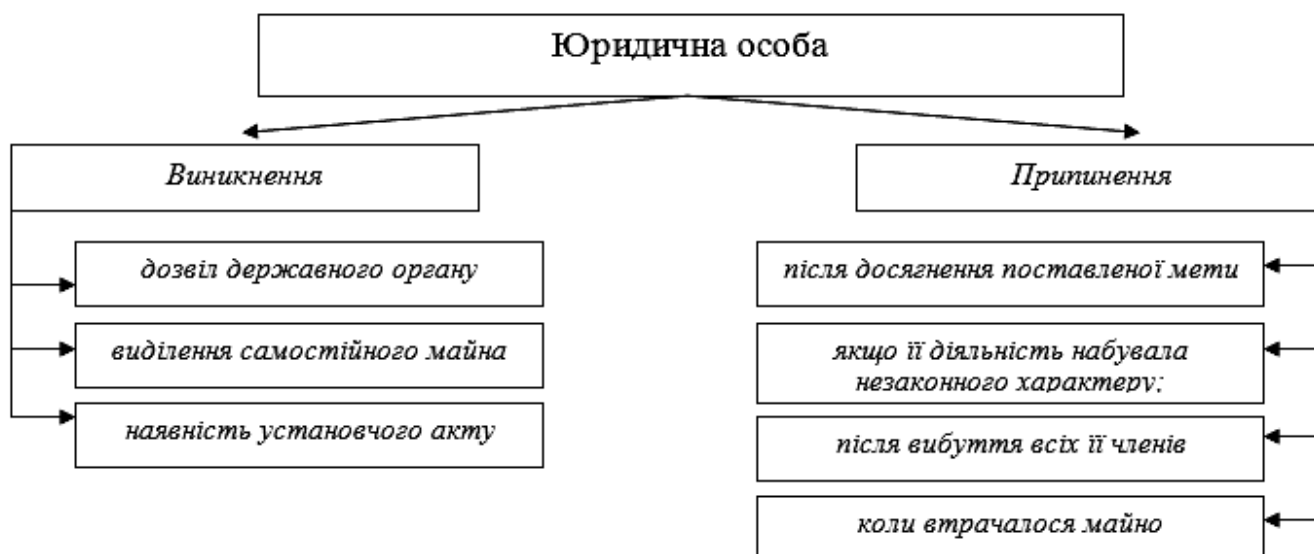 Юридична особа
Виникнення
дозвіл державного органу
виділення самостійного майна
наявність установчого акту
Припинення
після досягнення поставленої мети
якщо її діяльність набувала
незаконного характеру;
після вибуття всіх її членів
коли втрачалося майно